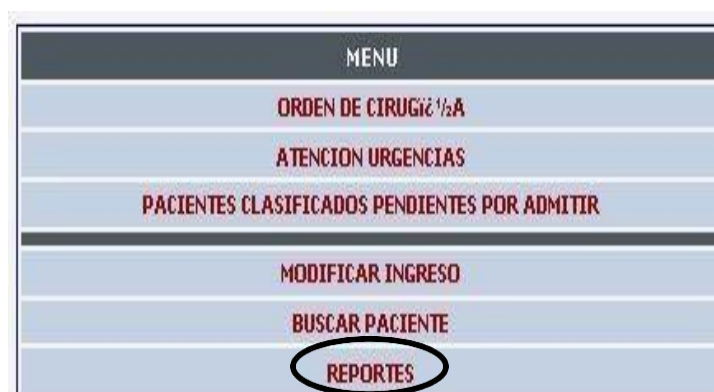 MENU
ORDEN DE CIRUGï¿½A
ATENCION URGENCIAS
PACIENTES CLASIFICADOS PENDIENTES POR ADMITIR
MODIFICAR INGRESO
BUSCAR PACIENTE
REPORTES